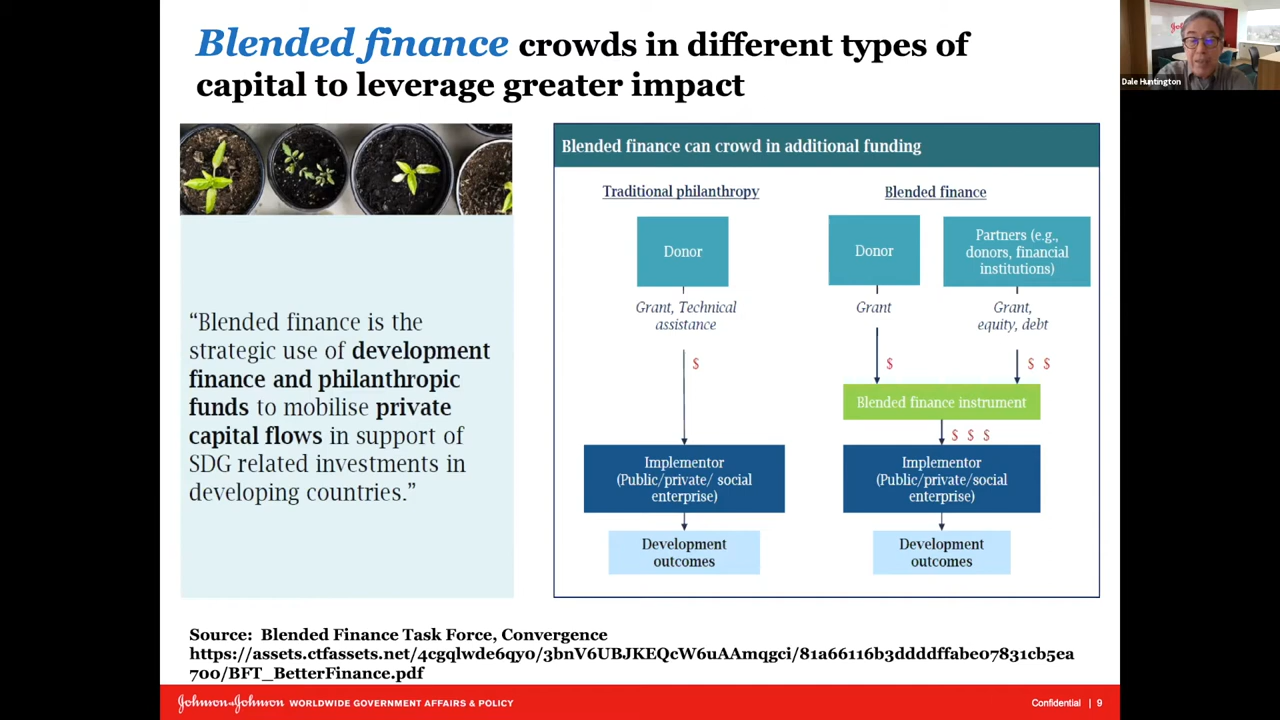 Blended finance crowds in different types of
capital to leverage greater impact
Dale Huntington
“Blended finance is the
strategic use of development
finance and philanthropic
funds to mobilise private
capital flows in support of
SDG related investments in
developing countries.”
Blended finance can crowd in additional funding
Traditional philanthropy
Donor
Grant, Technical
assistance
$
Implementor
(Public/private/ social
enterprise)
Development
outcomes
Blended finance
Donor
Grant
$
Partners (e.g.,
donors, financial
institutions)
Grant,
equity, debt
$ $
Blended finance instrument
$ $ $
Implementor
(Public/private/social
enterprise)
Development
outcomes
Source: Blended Finance Task Force, Convergence
https://assets.ctfassets.net/4cgqlwde6qy0/3bnV6UBJKEQcW6uAAmqgci/81a66116b3ddddffabe07831cb5ea
700/BFT_BetterFinance.pdf
Johnson & Johnson WORLDWIDE GOVERNMENT AFFAIRS & POLICY
Confidential | 9